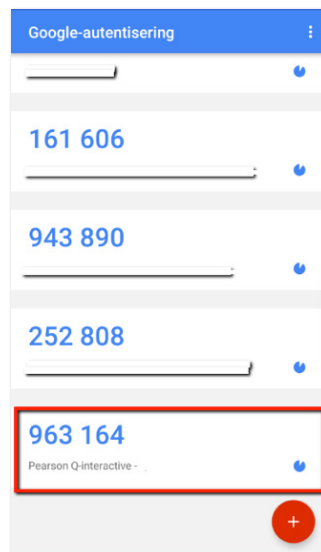 Google-autentisering
161 606
943 890
252 808
963 164
Pearson Q-interactive -
+